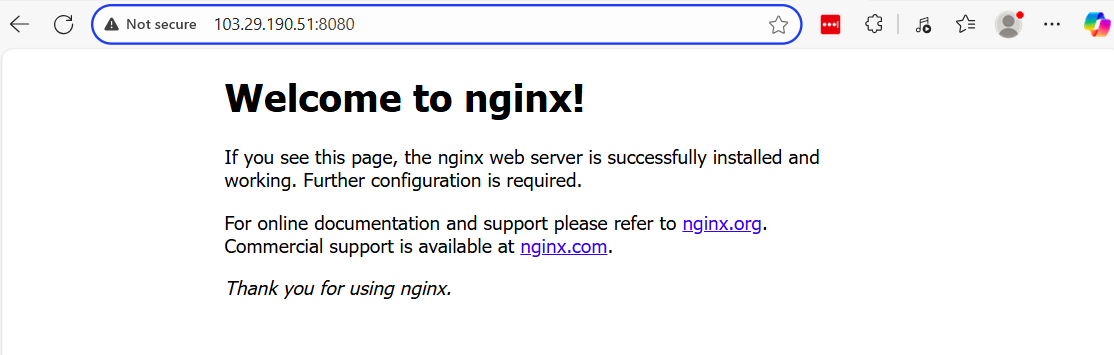 Not secure 103.29.190.51:8080
Welcome to nginx!
If you see this page, the nginx web server is successfully installed and
working. Further configuration is required.
For online documentation and support please refer to nginx.org.
Commercial support is available at nginx.com.
Thank you for using nginx.